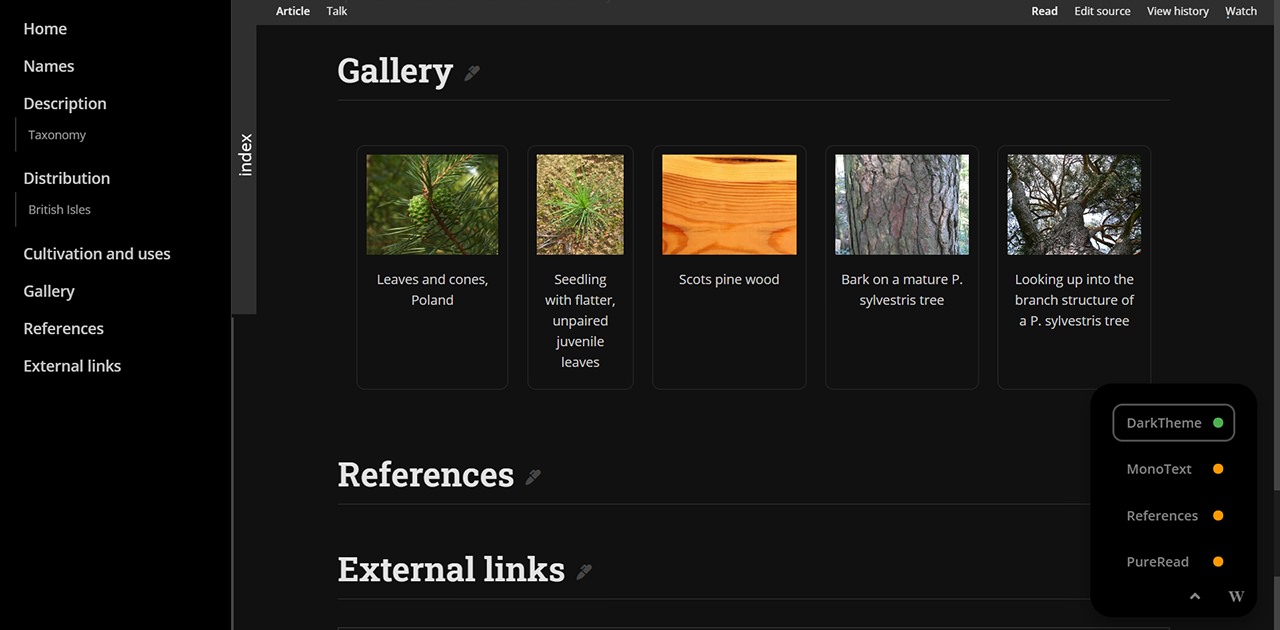 Home
Names
Description
Taxonomy
Distribution
British Isles
Cultivation and uses
Gallery
References
External links
index
Article Talk
Read Edit source View history Watch
Gallery
Leaves and cones,
Poland
Seedling
with flatter,
unpaired
juvenile
leaves
Scots pine wood
Bark on a mature P.
sylvestris tree
Looking up into the
branch structure of
a P. sylvestris tree
References
External links
DarkTheme
MonoText
References
PureRead
W